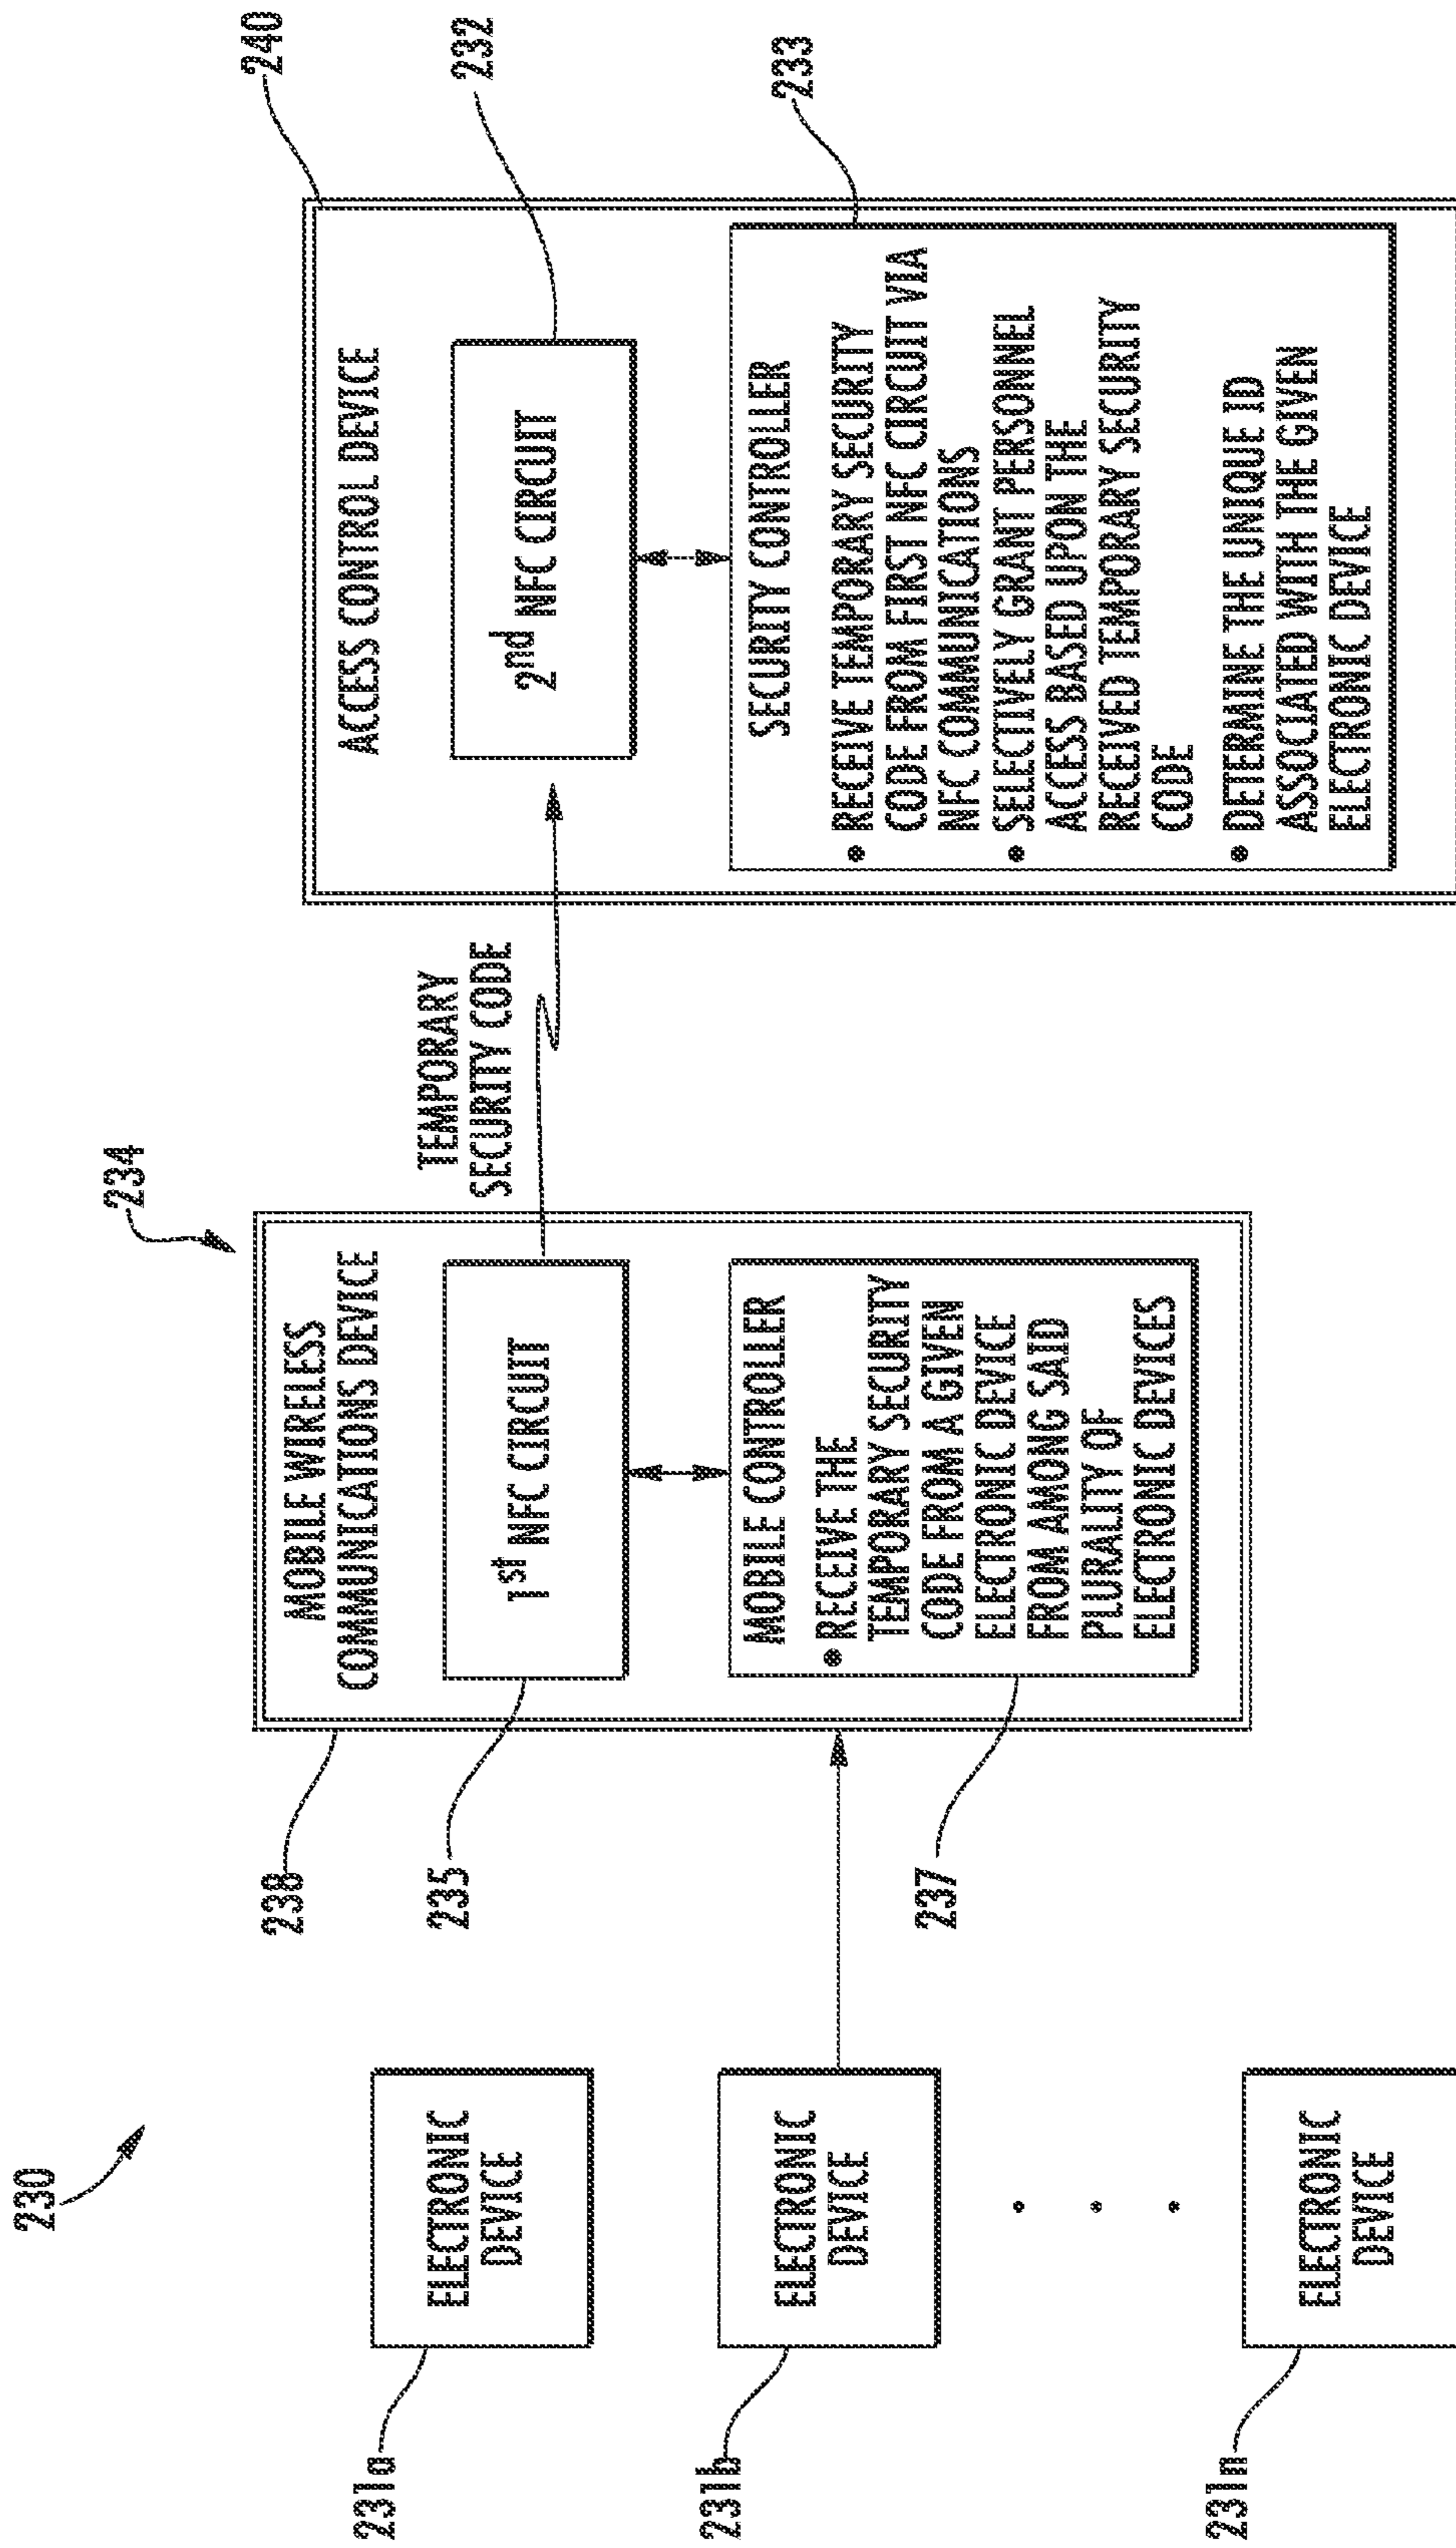 230
234
240
232
233
238
235
237
231a
231b
231n
ELECTRONIC
DEVICE
ELECTRONIC
DEVICE
ELECTRONIC
DEVICE
MOBILE WIRELESS
COMMUNICATIONS DEVICE
1st NFC CIRCUIT
MOBILE CONTROLLER
• RECEIVE THE
TEMPORARY SECURITY
CODE FROM A GIVEN
ELECTRONIC DEVICE
FROM AMONG SAID
PLURALITY OF
ELECTRONIC DEVICES
TEMPORARY
SECURITY CODE
ACCESS CONTROL DEVICE
2nd NFC CIRCUIT
SECURITY CONTROLLER
• RECEIVE TEMPORARY SECURITY
CODE FROM FIRST NFC CIRCUIT VIA
NFC COMMUNICATIONS
• SELECTIVELY GRANT PERSONNEL
ACCESS BASED UPON THE
RECEIVED TEMPORARY SECURITY
CODE
• DETERMINE THE UNIQUE ID
ASSOCIATED WITH THE GIVEN
ELECTRONIC DEVICE